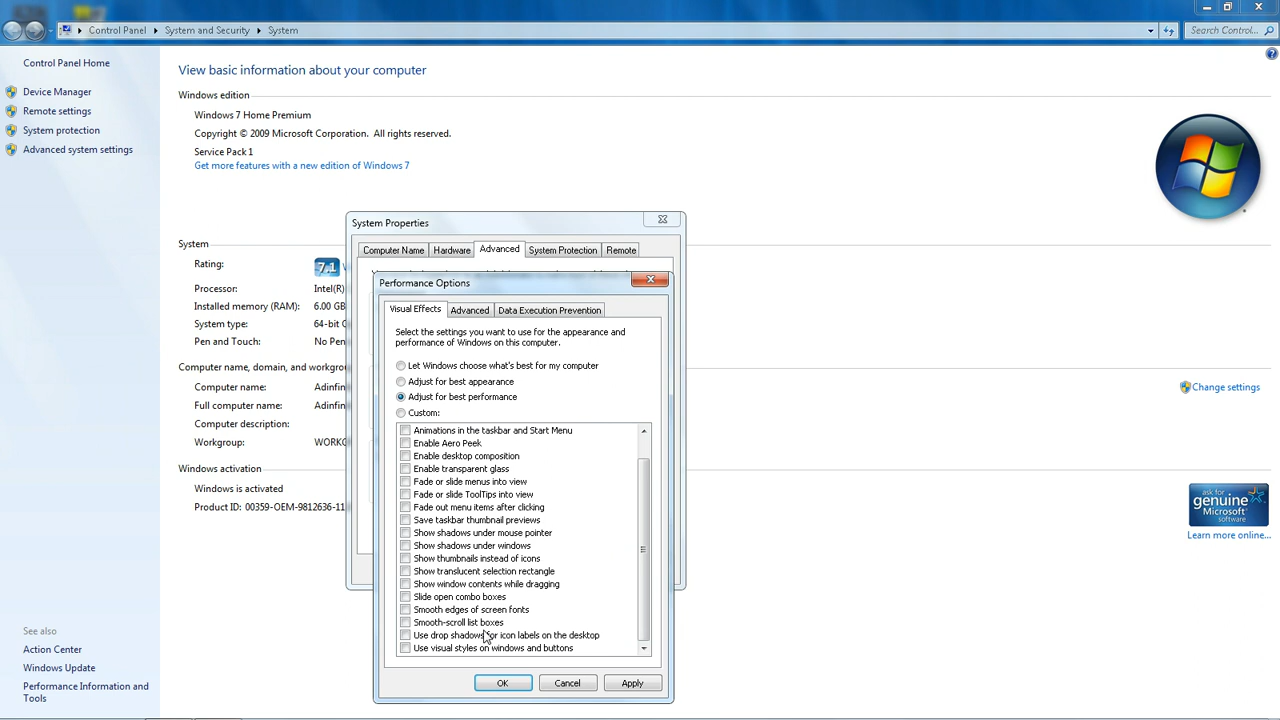 Control Panel ▸ System and Security ▸ System
Search Control...
Control Panel Home
Device Manager
Remote settings
System protection
Advanced system settings
See also
Action Center
Windows Update
Performance Information and
Tools
View basic information about your computer
Windows edition
Windows 7 Home Premium
Copyright © 2009 Microsoft Corporation. All rights reserved.
Service Pack 1
Get more features with a new edition of Windows 7
System
Rating:
7.1
Processor:
Intel(R)
Installed memory (RAM):
6.00 GB
System type:
64-bit
Pen and Touch:
No Pen
Computer name, domain, and workgro
Computer name:
Adinfin
Full computer name:
Adinfin
Computer description:
Workgroup:
WORK
Windows activation
Windows is activated
Product ID: 00359-OEM-9812636-11
Change settings
ask for
genuine
Microsoft
software
Learn more online...
System Properties
Computer Name
Hardware
Advanced
System Protection
Remote
Performance Options
Visual Effects
Advanced
Data Execution Prevention
Select the settings you want to use for the appearance and
performance of Windows on this computer.
Let Windows choose what's best for my computer
Adjust for best appearance
Adjust for best performance
Custom:
Animations in the taskbar and Start Menu
Enable Aero Peek
Enable desktop composition
Enable transparent glass
Fade or slide menus into view
Fade or slide ToolTips into view
Fade out menu items after clicking
Save taskbar thumbnail previews
Show shadows under mouse pointer
Show shadows under windows
Show thumbnails instead of icons
Show translucent selection rectangle
Show window contents while dragging
Slide open combo boxes
Smooth edges of screen fonts
Smooth-scroll list boxes
Use drop shadows for icon labels on the desktop
Use visual styles on windows and buttons
OK
Cancel
Apply